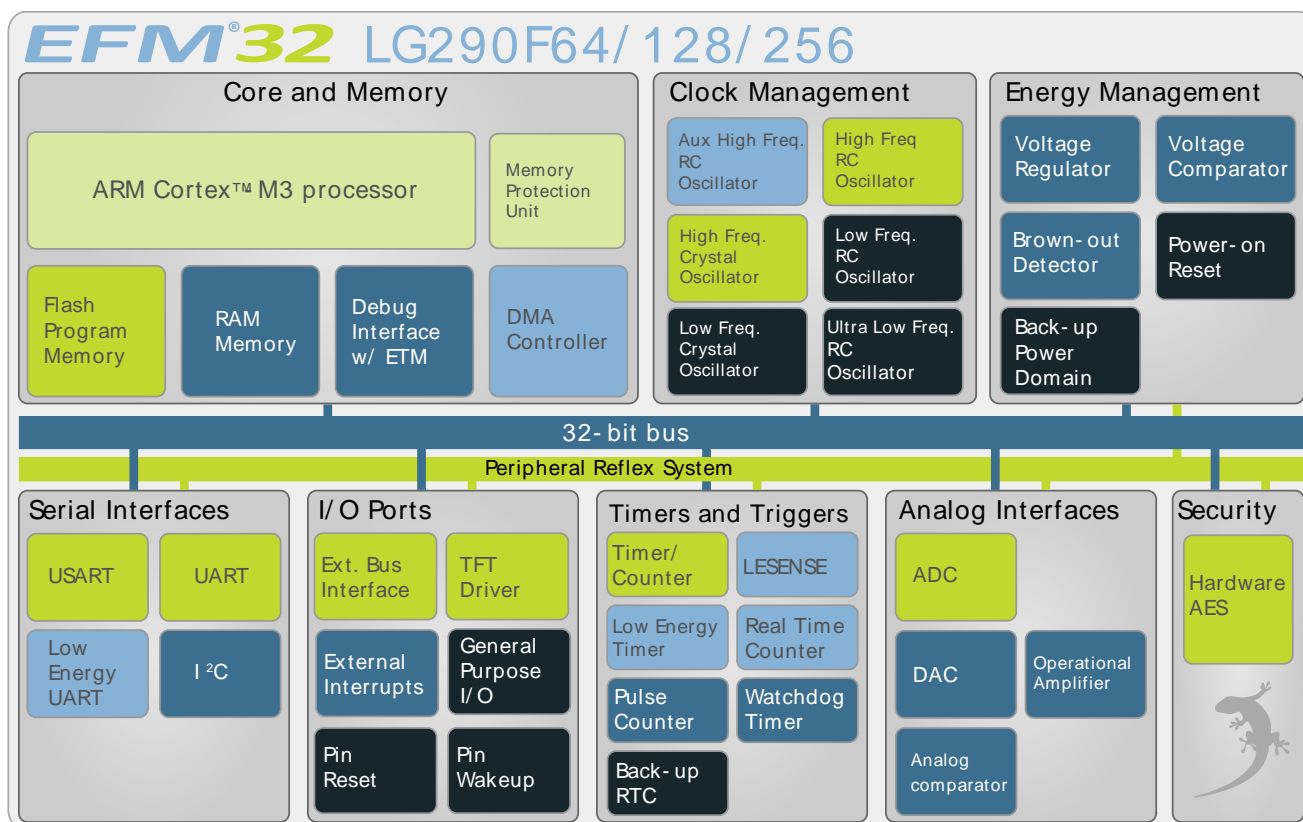 EFM®32 LG290F64/128/256
Core and Memory
ARM Cortex™ M3 processor
Memory
Protection
Unit
Flash
Program
Memory
RAM
Memory
Debug
Interface
w/ ETM
DMA
Controller
Clock Management
Aux High Freq.
RC
Oscillator
High Freq
RC
Oscillator
High Freq.
Crystal
Oscillator
Low Freq.
RC
Oscillator
Low Freq.
Crystal
Oscillator
Ultra Low Freq.
RC
Oscillator
Energy Management
Voltage
Regulator
Voltage
Comparator
Brown-out
Detector
Power-on
Reset
Back-up
Power
Domain
32-bit bus
Peripheral Reflex System
Serial Interfaces
USART
UART
Low
Energy
UART
I²C
I/O Ports
Ext. Bus
Interface
TFT
Driver
External
Interrupts
General
Purpose
I/O
Pin
Reset
Pin
Wakeup
Timers and Triggers
Timer/
Counter
LESENSE
Low Energy
Timer
Real Time
Counter
Pulse
Counter
Watchdog
Timer
Back-up
RTC
Analog Interfaces
ADC
DAC
Operational
Amplifier
Analog
comparator
Security
Hardware
AES